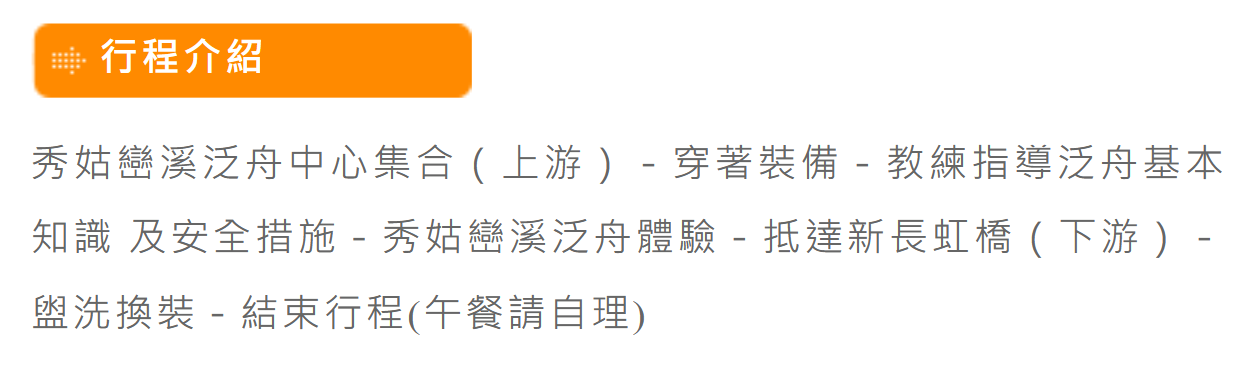 行程介紹
秀姑巒溪泛舟中心集合（上游） - 穿著裝備 - 教練指導泛舟基本
知識 及安全措施 - 秀姑巒溪泛舟體驗 - 抵達新長虹橋（下游） -
盥洗換裝 - 結束行程(午餐請自理)